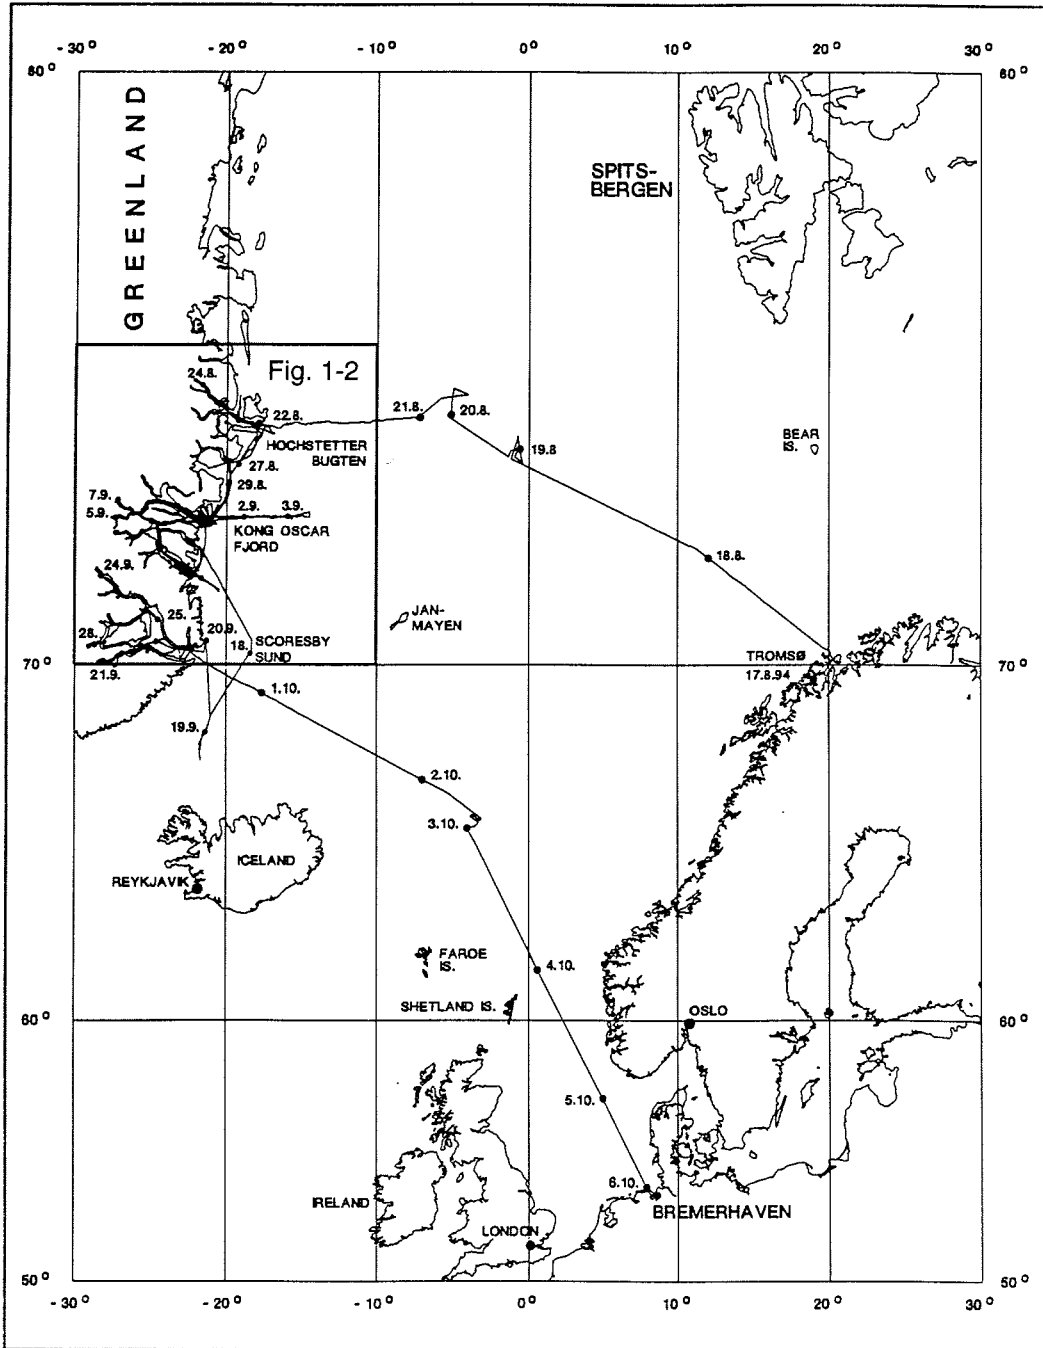 - 30 °
- 20 °
- 10 °
0°
10 °
20 °
30 °
80 °
80 °
GREENLAND
SPITS-
BERGEN
Fig. 1-2
24.8.
22.8.
21.8.
20.8.
19.8
BEAR
IS.
HOCHSTETTER
BUGTEN
27.8.
29.8.
7.9.
5.9.
2.9.
3.9.
KONG OSCAR
FJORD
18.8.
24.9.
25.
20.9.
JAN-
MAYEN
28.
18.
SCORESBY
SUND
21.9.
TROMSØ
17.8.94
70 °
70 °
1.10.
19.9.
2.10.
3.10.
ICELAND
REYKJAVIK
FAROE
IS.
4.10.
SHETLAND IS.
OSLO
60 °
60 °
5.10.
6.10.
IRELAND
BREMERHAVEN
LONDON
50 °
50 °
- 30 °
- 20 °
- 10 °
0 °
10 °
20 °
30 °